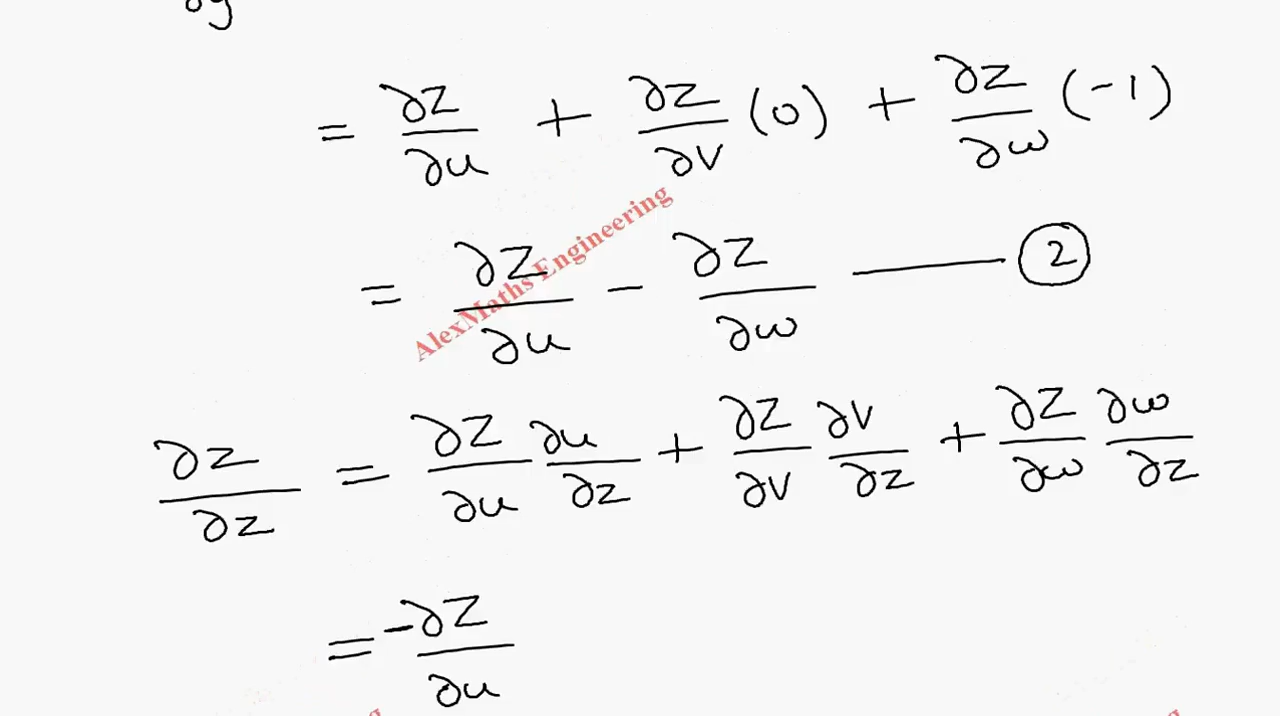 ∂y
= ∂Z/∂u + ∂Z/∂v (0) + ∂Z/∂w (-1)
= ∂Z/∂u - ∂Z/∂w —— ②
AlexMaths Engineering
∂z/∂z = ∂Z/∂u ∂u/∂z + ∂Z/∂v ∂v/∂z + ∂Z/∂w ∂w/∂z
= -∂Z/∂u